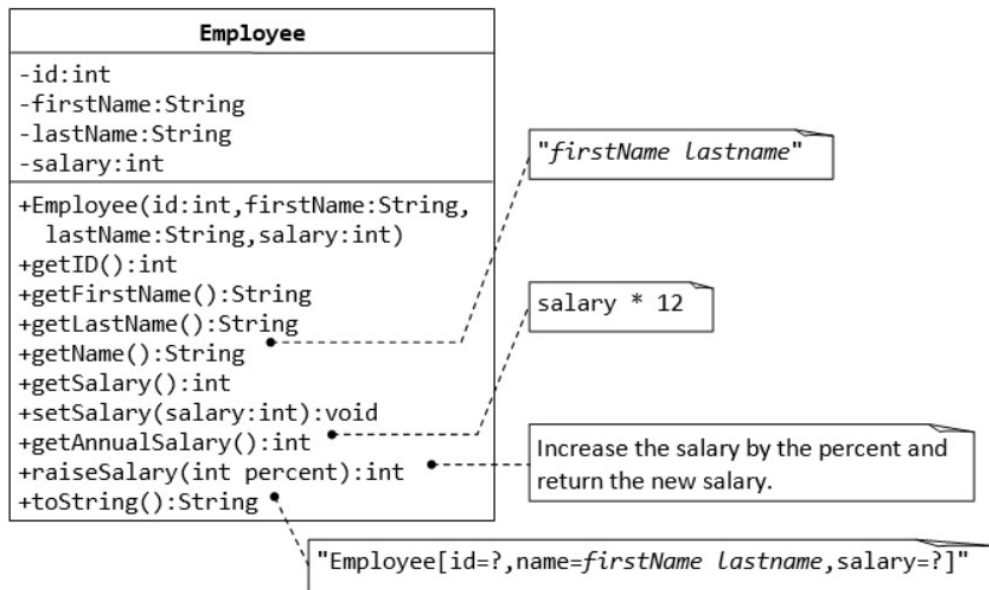 Employee
-id:int
-firstName:String
-lastName:String
-salary:int
+Employee(id:int,firstName:String,
lastName:String,salary:int)
+getID():int
+getFirstName():String
+getLastName():String
+getName():String
+getSalary():int
+setSalary(salary:int):void
+getAnnualSalary():int
+raiseSalary(int percent):int
+toString():String
"firstName lastname"
salary * 12
Increase the salary by the percent and
return the new salary.
"Employee[id=?,name=firstName lastname,salary=?]"